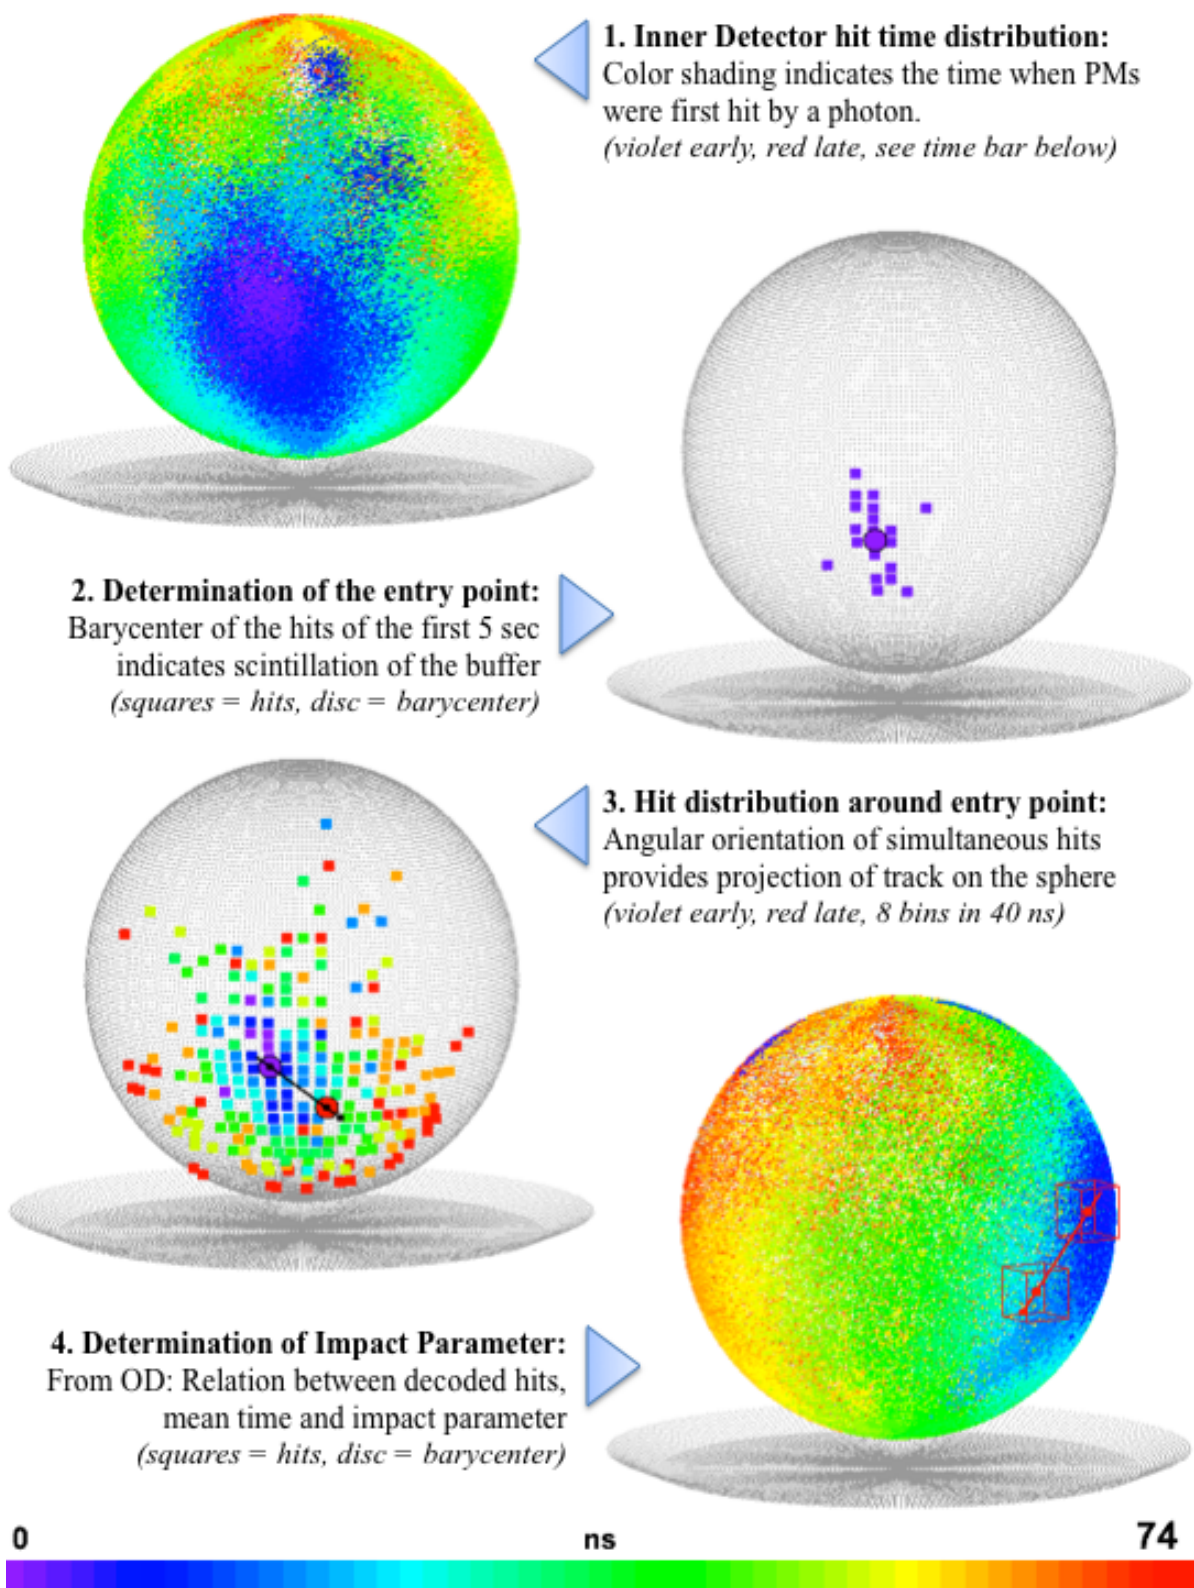 1. Inner Detector hit time distribution:
Color shading indicates the time when PMs
were first hit by a photon.
(violet early, red late, see time bar below)
2. Determination of the entry point:
Barycenter of the hits of the first 5 sec
indicates scintillation of the buffer
(squares = hits, disc = barycenter)
3. Hit distribution around entry point:
Angular orientation of simultaneous hits
provides projection of track on the sphere
(violet early, red late, 8 bins in 40 ns)
4. Determination of Impact Parameter:
From OD: Relation between decoded hits,
mean time and impact parameter
(squares = hits, disc = barycenter)
0 ns 74